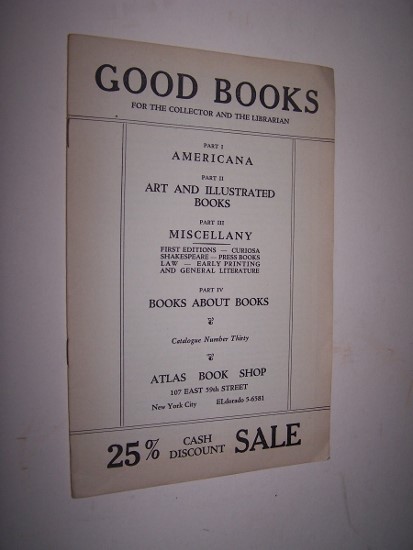 GOOD BOOKS
FOR THE COLLECTOR AND THE LIBRARIAN
PART I
AMERICANA
PART II
ART AND ILLUSTRATED
BOOKS
PART III
MISCELLANY
FIRST EDITIONS — CURIOSA
SHAKESPEARE — PRESS BOOKS
LAW — EARLY PRINTING
AND GENERAL LITERATURE
PART IV
BOOKS ABOUT BOOKS
Catalogue Number Thirty
ATLAS BOOK SHOP
107 EAST 59th STREET
New York City ELdorado 5-6581
25% CASH DISCOUNT SALE